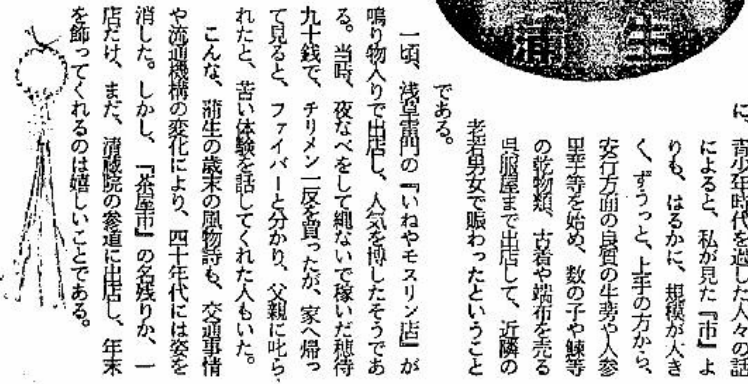 に、青少年時代を過した人々の話
によると、私が見た『市』よ
りも、はるかに、規模が大き
く、ずうっと、上手の方から、
安行方面の良質の牛蒡や人参
里芋等を始め、数の子や鰊等
の乾物類、古着や端布を売る
呉服屋まで出店して、近隣の
老若男女で賑わったということ
である。
一頃、浅草雷門の『いねやモスリン店』が
鳴り物入りで出店し、人気を博したそうであ
る。当時、夜なべをして縄ないで稼いだ穂待
九十銭で、チリメン一反を買ったが、家へ帰っ
て見ると、ファイバーと分かり、父親に叱ら
れたと、苦い体験を話してくれた人もいた。
こんな、蒲生の歳末の風物詩も、交通事情
や流通機構の変化により、四十年代には姿を
消した。しかし、『茶屋市』の名残りか、一
店だけ、まだ、清蔵院の参道に出店し、年末
を飾ってくれるのは嬉しいことである。
蒲生